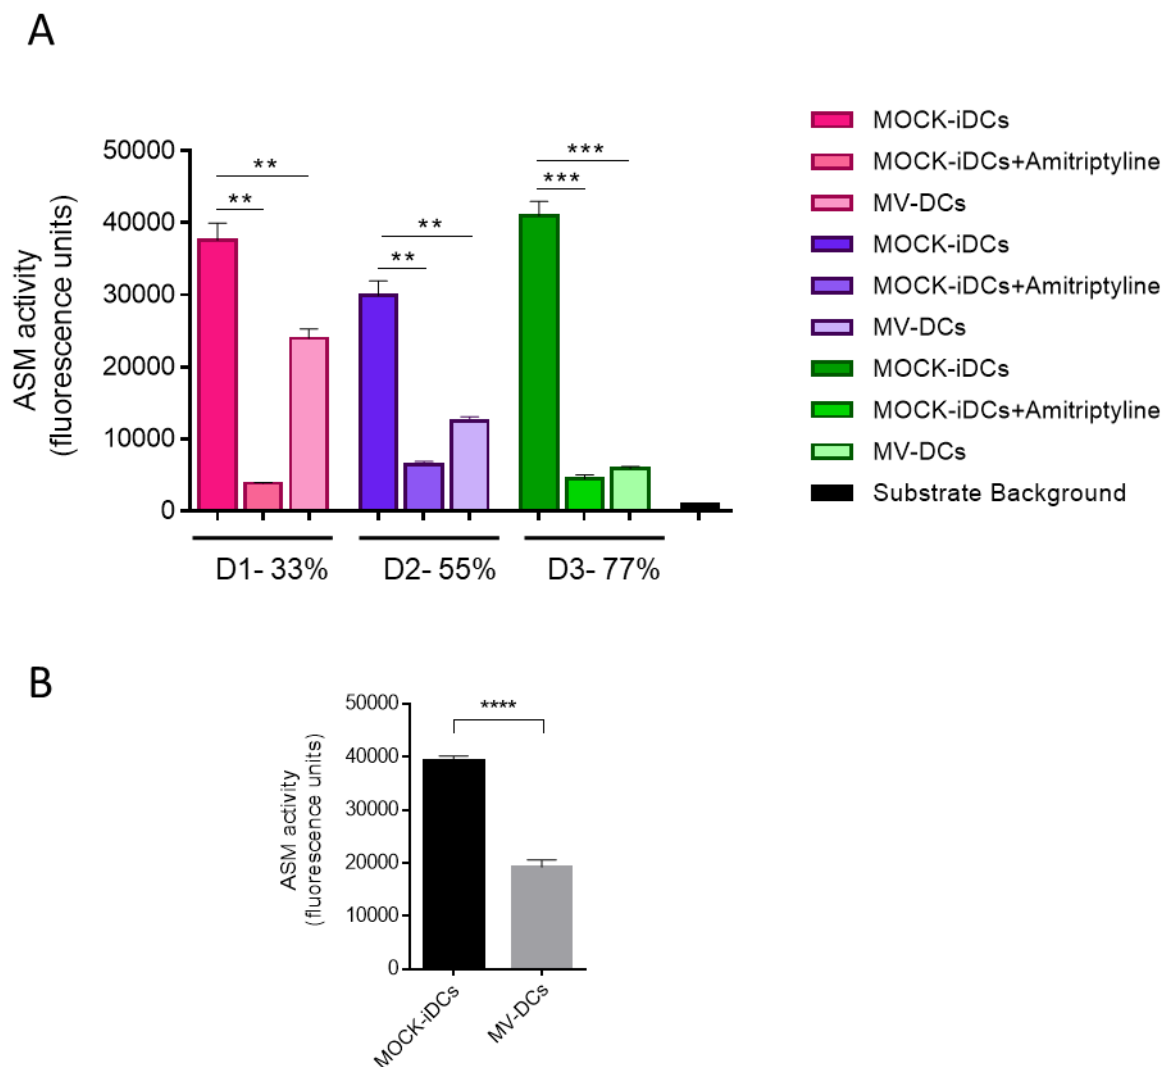 A
ASM activity
(fluorescence units)
50000
40000
30000
20000
10000
0
**
**
**
**
***
***
D1- 33%
D2- 55%
D3- 77%
MOCK-iDCs
MOCK-iDCs+Amitriptyline
MV-DCs
MOCK-iDCs
MOCK-iDCs+Amitriptyline
MV-DCs
MOCK-iDCs
MOCK-iDCs+Amitriptyline
MV-DCs
Substrate Background
B
ASM activity
(fluorescence units)
50000
40000
30000
20000
10000
0
****
MOCK-iDCs
MV-DCs